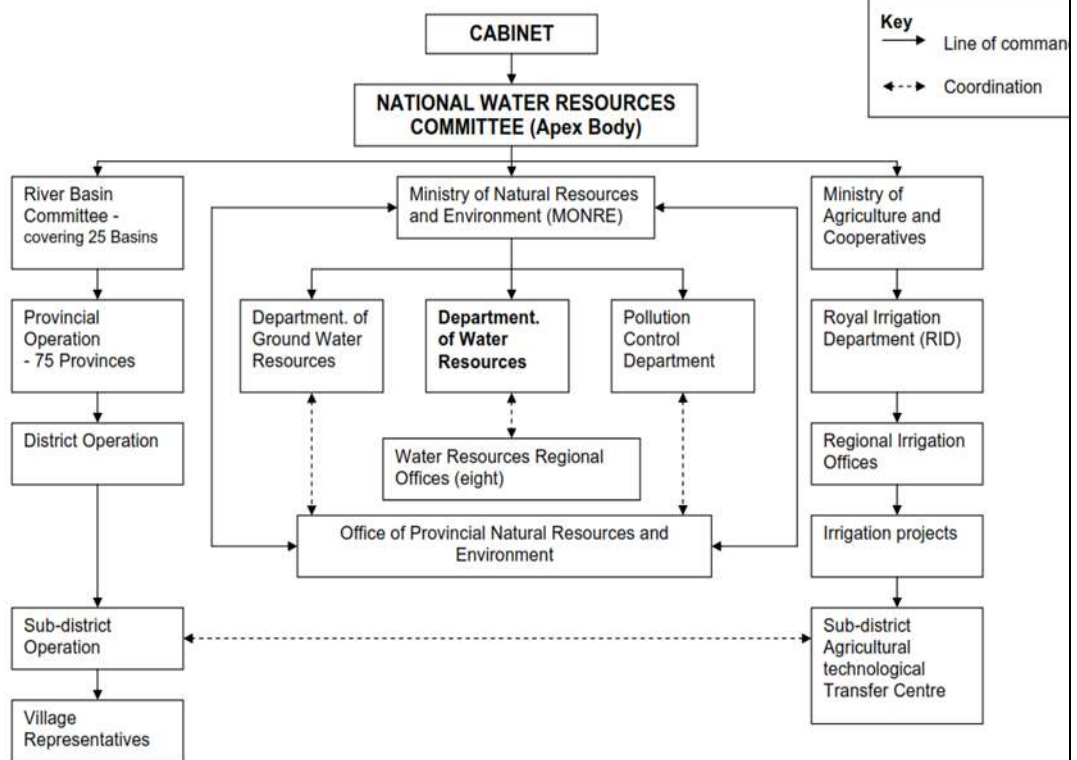 CABINET
Key
Line of comman
Coordination
NATIONAL WATER RESOURCES
COMMITTEE (Apex Body)
River Basin
Committee -
covering 25 Basins
Ministry of Natural Resources
and Environment (MONRE)
Ministry of
Agriculture and
Cooperatives
Provincial
Operation
- 75 Provinces
Department. of
Ground Water
Resources
Department.
of Water
Resources
Pollution
Control
Department
Royal Irrigation
Department (RID)
District Operation
Water Resources Regional
Offices (eight)
Regional Irrigation
Offices
Office of Provincial Natural Resources and
Environment
Irrigation projects
Sub-district
Operation
Sub-district
Agricultural
technological
Transfer Centre
Village
Representatives